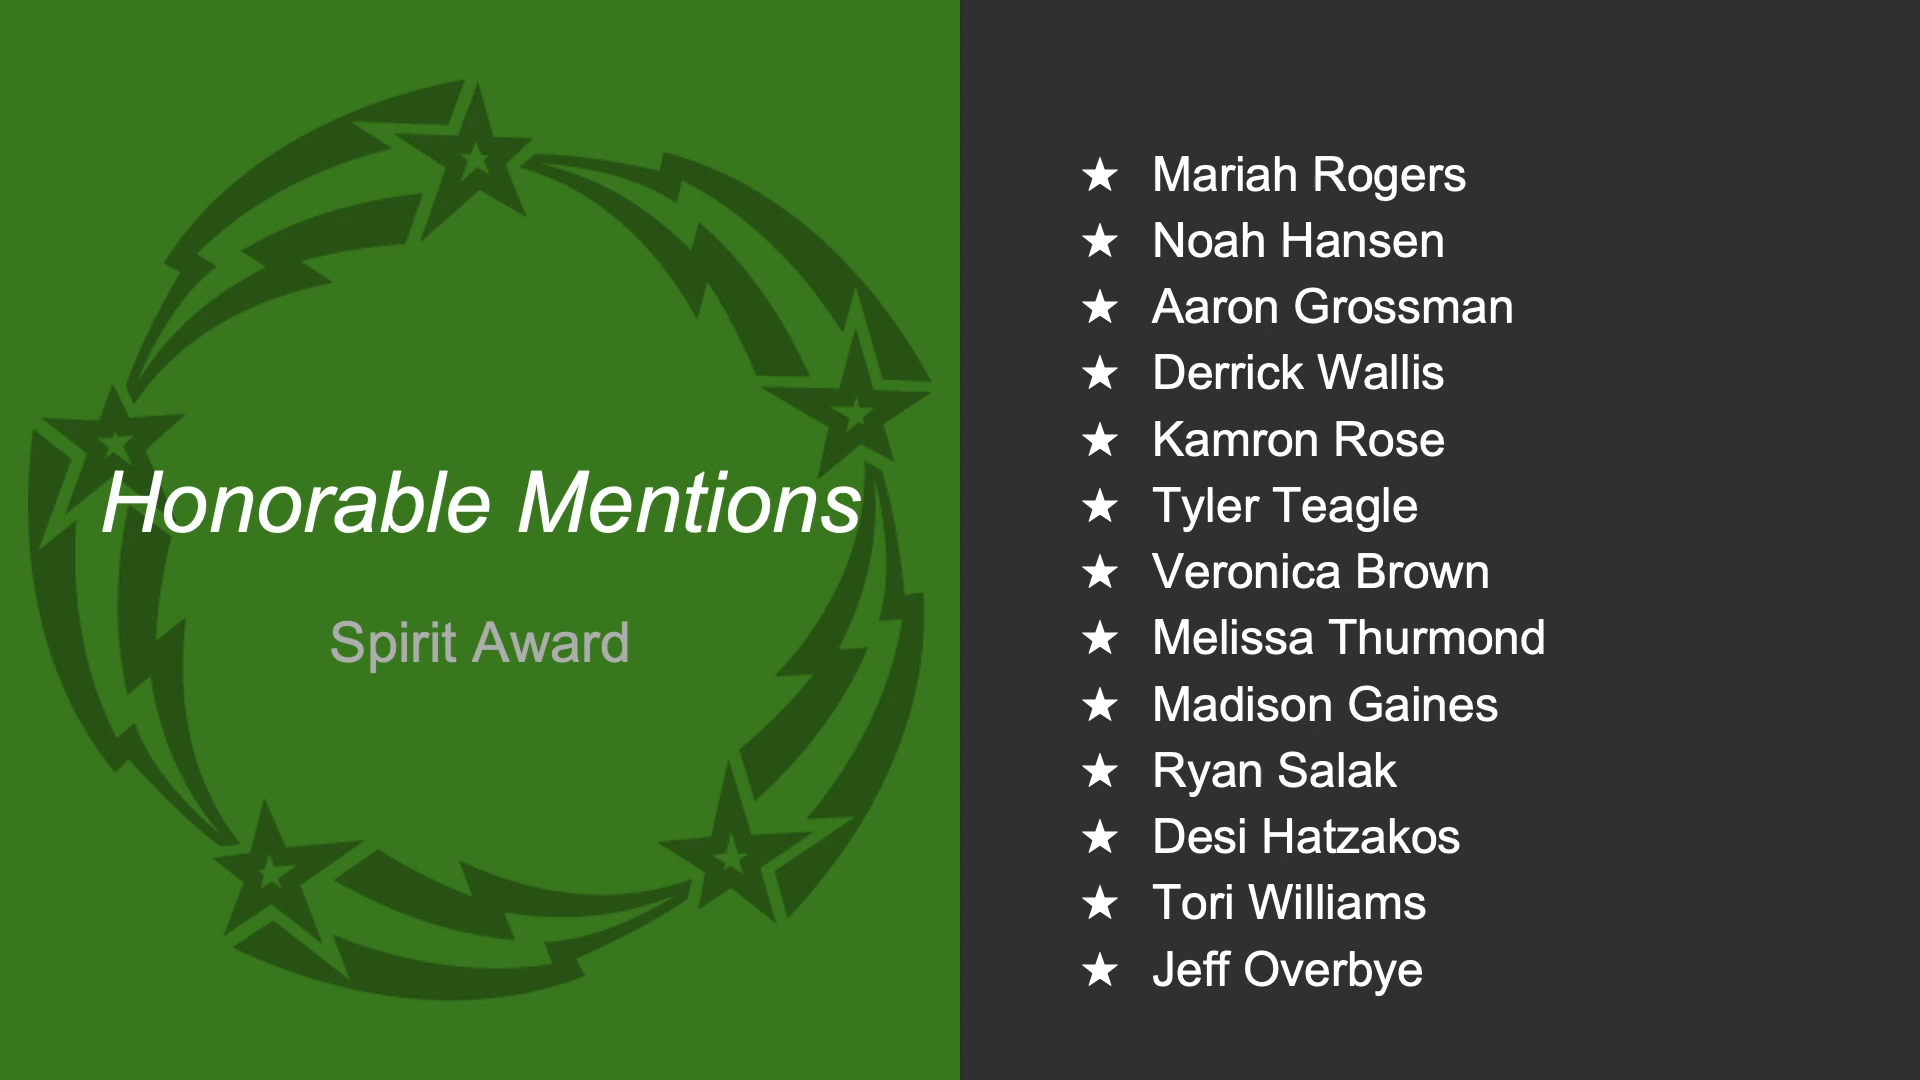 Honorable Mentions
Spirit Award
★ Mariah Rogers
★ Noah Hansen
★ Aaron Grossman
★ Derrick Wallis
★ Kamron Rose
★ Tyler Teagle
★ Veronica Brown
★ Melissa Thurmond
★ Madison Gaines
★ Ryan Salak
★ Desi Hatzakos
★ Tori Williams
★ Jeff Overbye